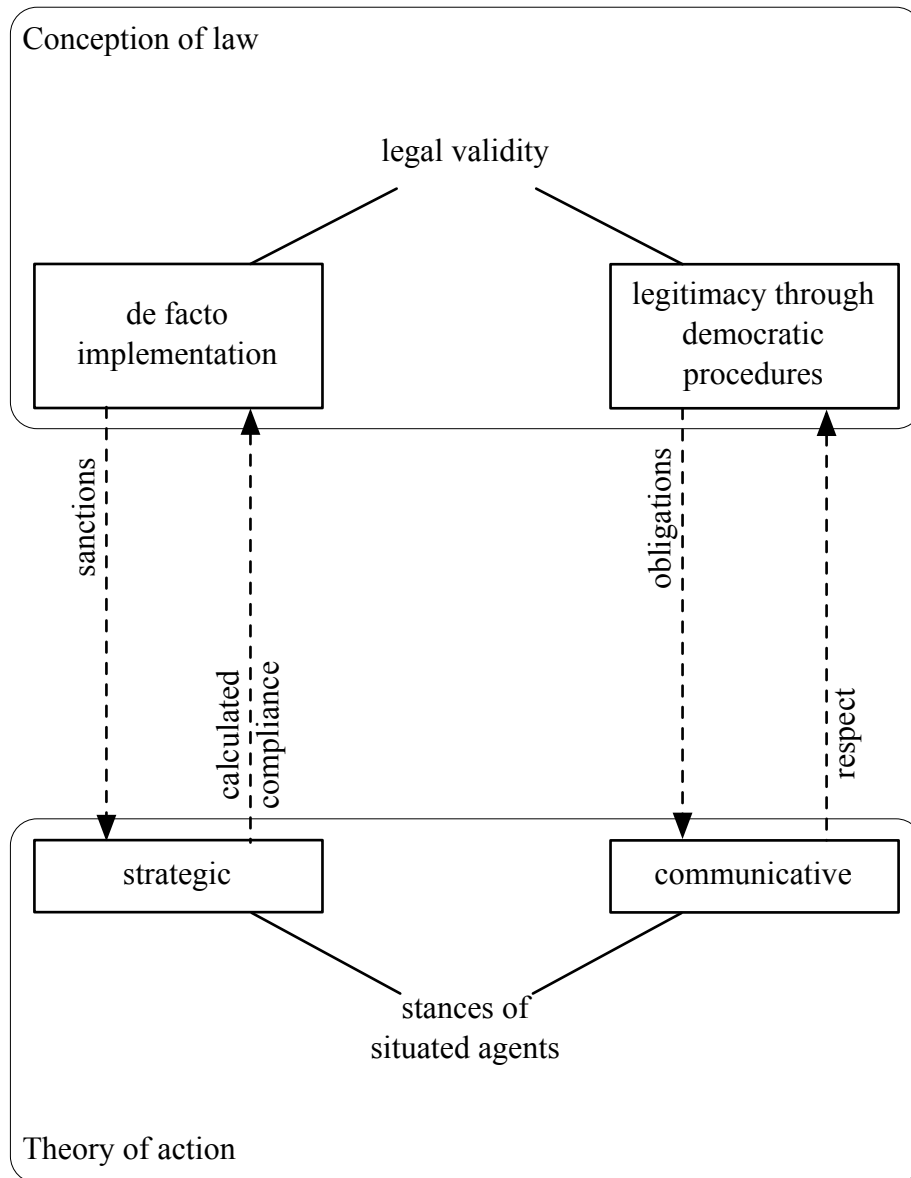 Conception of law
legal validity
de facto
implementation
legitimacy through
democratic
procedures
sanctions
calculated
compliance
obligations
respect
strategic
communicative
stances of
situated agents
Theory of action